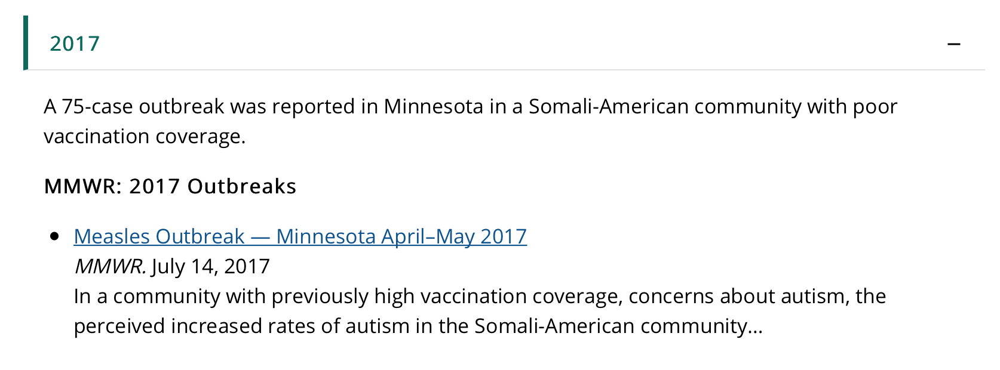 2017
A 75-case outbreak was reported in Minnesota in a Somali-American community with poor
vaccination coverage.
MMWR: 2017 Outbreaks
Measles Outbreak — Minnesota April–May 2017
MMWR. July 14, 2017
In a community with previously high vaccination coverage, concerns about autism, the
perceived increased rates of autism in the Somali-American community...